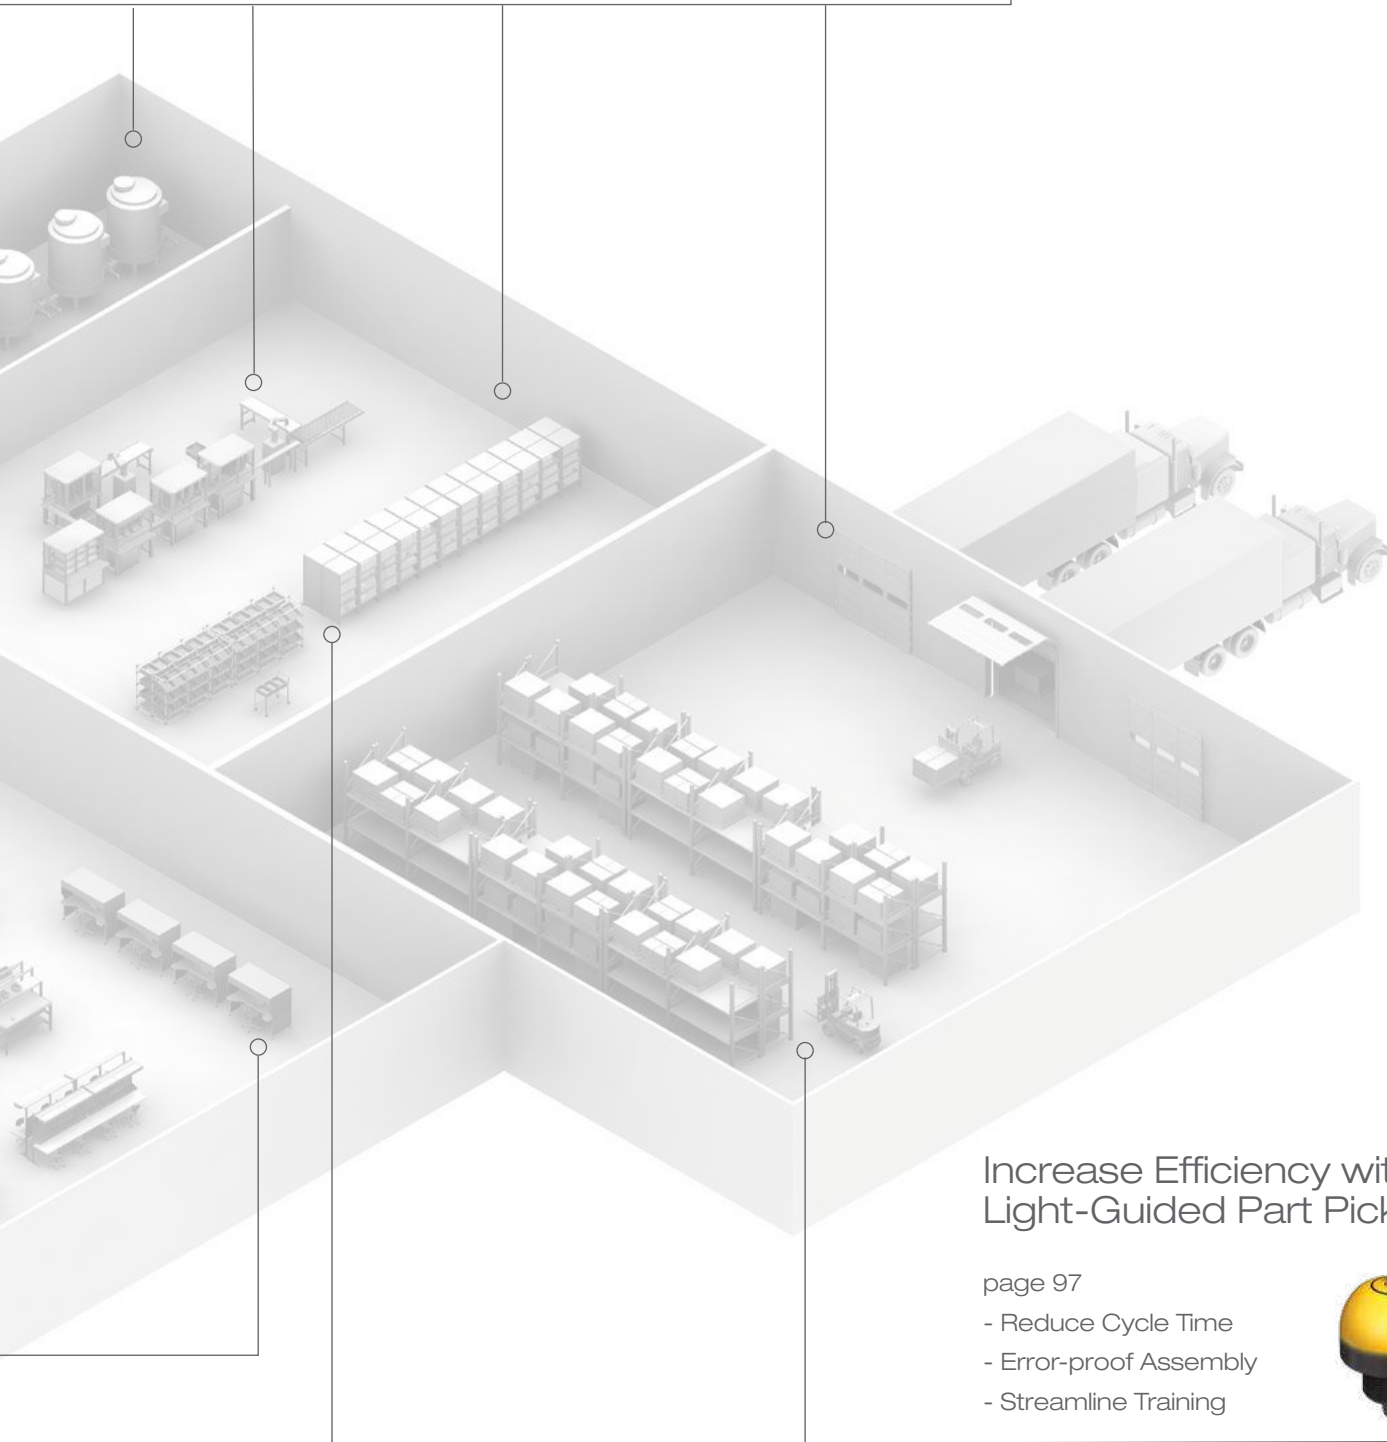 Increase Efficiency wit
Light-Guided Part Pick
page 97
- Reduce Cycle Time
- Error-proof Assembly
- Streamline Training